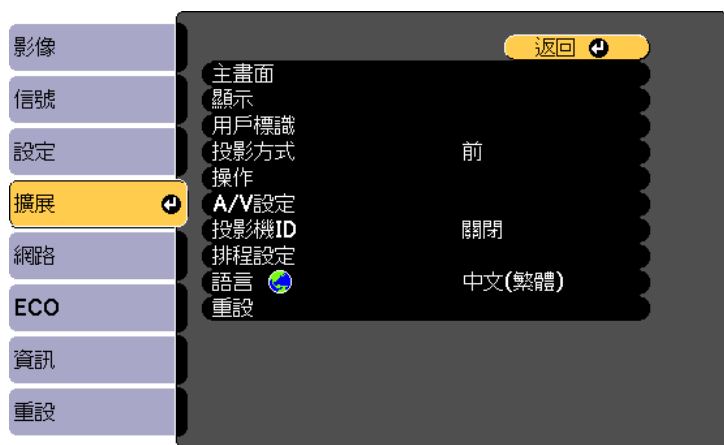 影像
信號
設定
擴展
網路
ECO
資訊
重設
返回
主畫面
顯示
用戶標識
投影方式 前
操作
A/V設定
投影機ID 關閉
排程設定
語言 中文(繁體)
重設